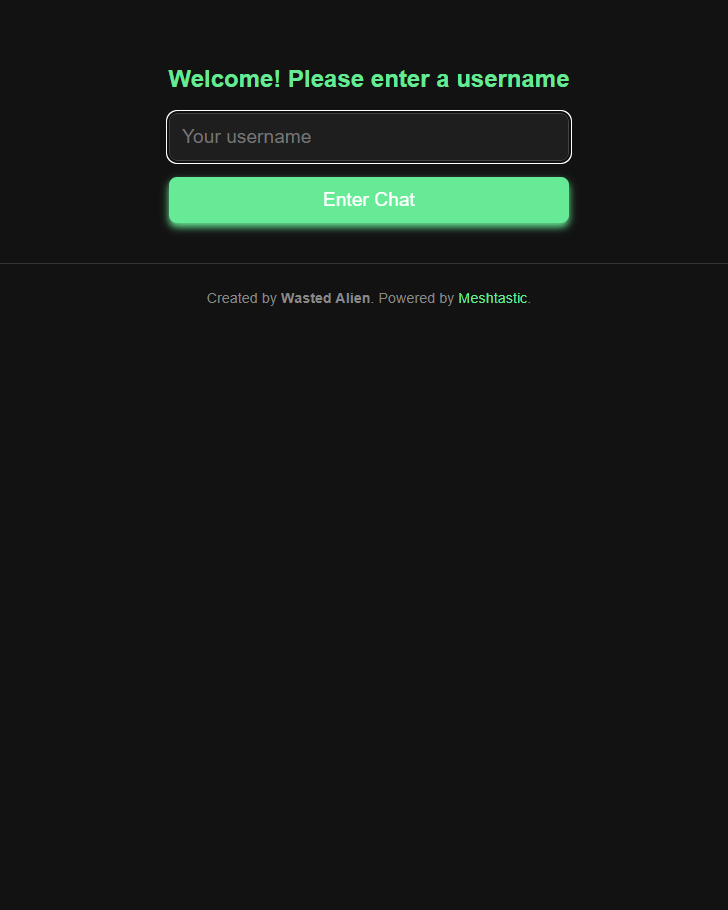 Welcome! Please enter a username
Your username
Enter Chat
Created by Wasted Alien. Powered by Meshtastic.